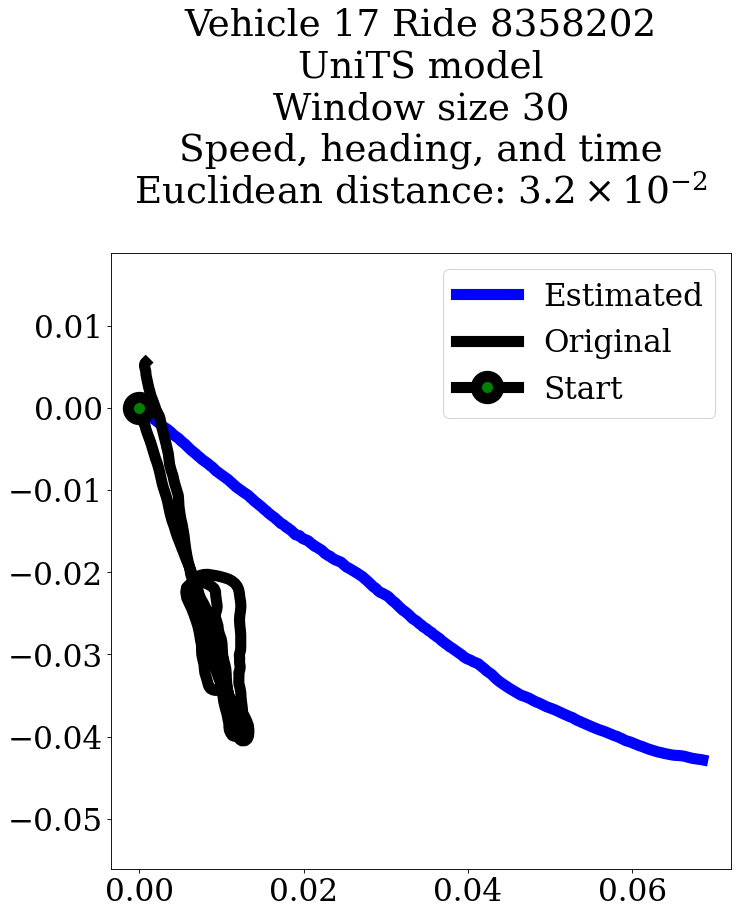 Vehicle 17 Ride 8358202
UniTS model
Window size 30
Speed, heading, and time
Euclidean distance: $3.2 \times 10^{-2}$
Estimated
Original
Start
0.01
0.00
−0.01
−0.02
−0.03
−0.04
−0.05
0.00 0.02 0.04 0.06